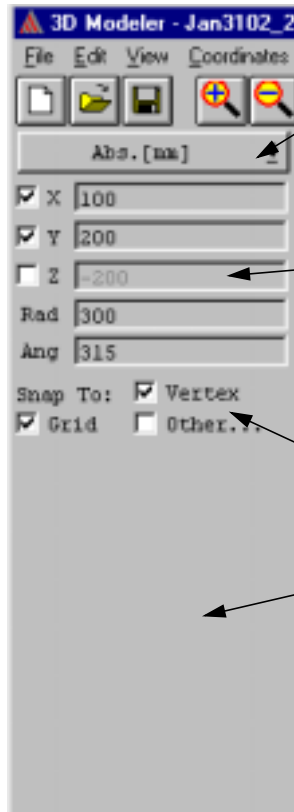 3D Modeler - Jan3102_2
File Edit View Coordinates
Abs.[mm]
X 100
Y 200
Z -200
Rad 300
Ang 315
Snap To: Vertex
Grid Other...